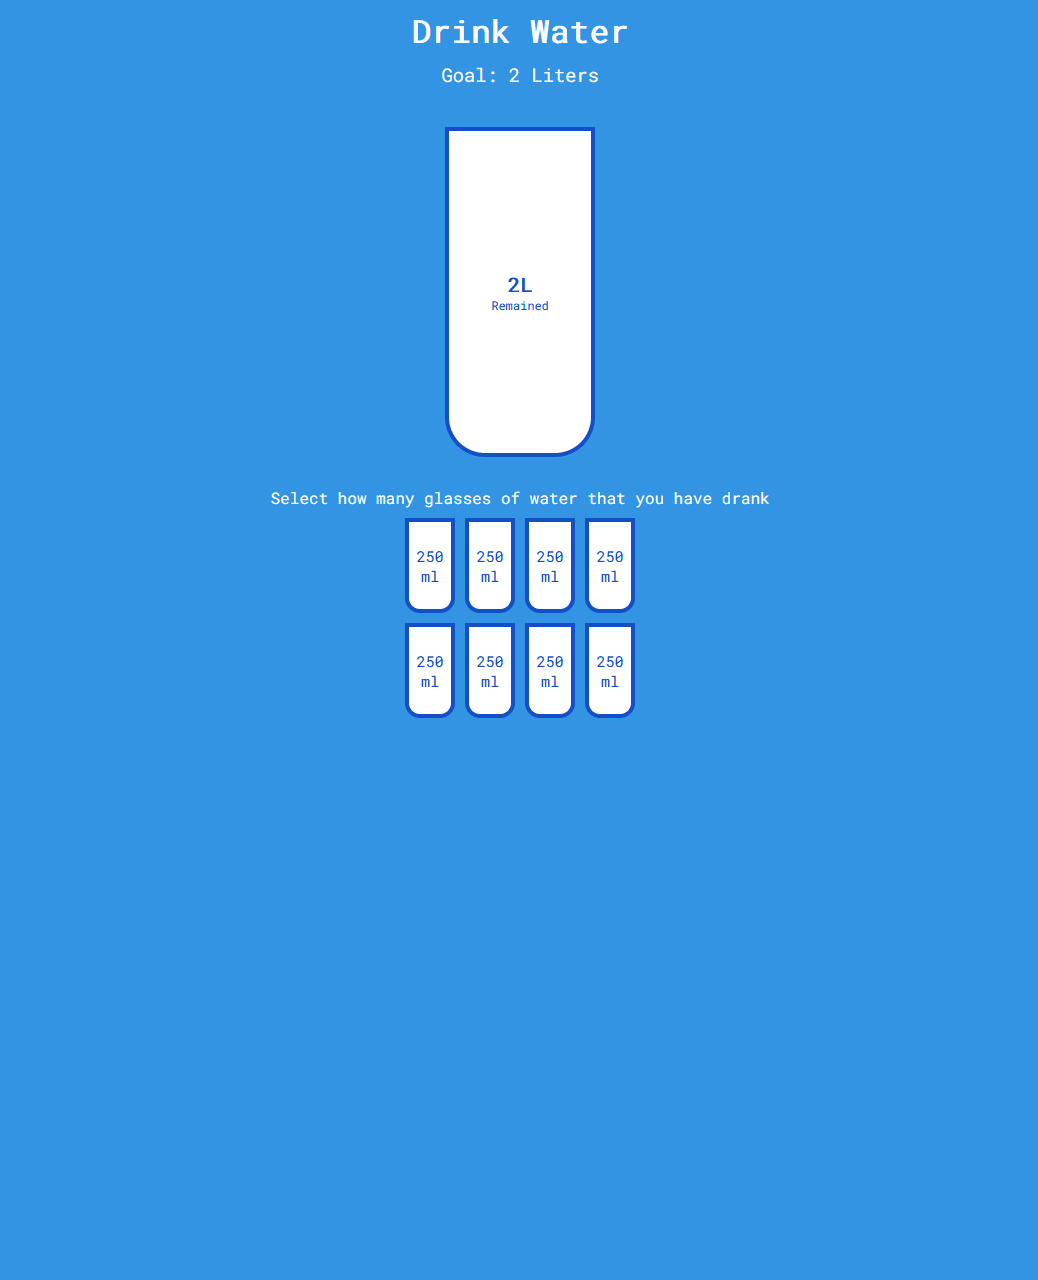 Drink Water
Goal: 2 Liters
2L
Remained
Select how many glasses of water that you have drank
250 250 250 250
ml ml ml ml
250 250 250 250
ml ml ml ml